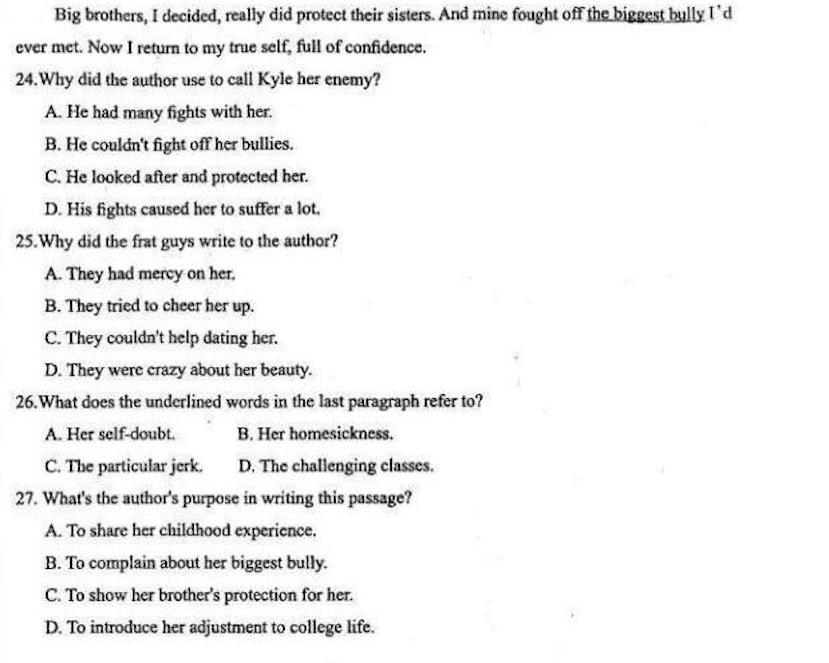 Big brothers, I decided, really did protect their sisters. And mine fought off the biggest bully I'd
ever met. Now I return to my true self, full of confidence.
24.Why did the author use to call Kyle her enemy?
A. He had many fights with her.
B. He couldn't fight off her bullies.
C. He looked after and protected her.
D. His fights caused her to suffer a lot.
25.Why did the frat guys write to the author?
A. They had mercy on her.
B. They tried to cheer her up.
C. They couldn't help dating her.
D. They were crazy about her beauty.
26.What does the underlined words in the last paragraph refer to?
A. Her self-doubt. B. Her homesickness.
C. The particular jerk. D. The challenging classes.
27. What's the author's purpose in writing this passage?
A. To share her childhood experience.
B. To complain about her biggest bully.
C. To show her brother's protection for her.
D. To introduce her adjustment to college life.